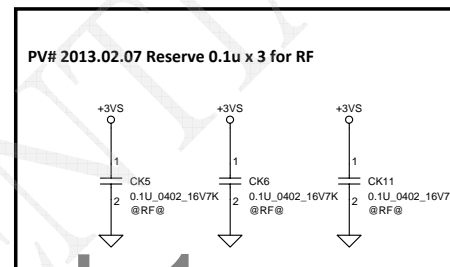 PV# 2013.02.07 Reserve 0.1u x 3 for RF
+3VS +3VS +3VS
1 1 1
CK5 CK6 CK11
0.1U_0402_16V7K 0.1U_0402_16V7K 0.1U_0402_16V7
2 2 2
@RF@ @RF@ @RF@